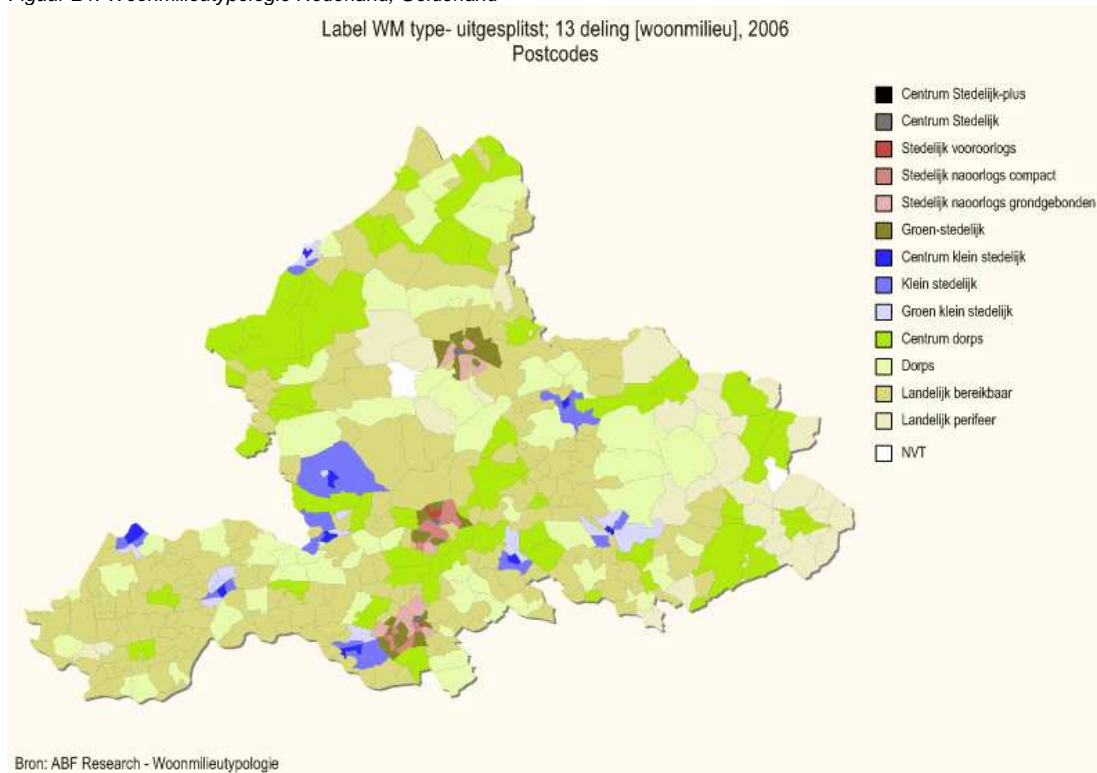 Label WM type- uitgesplitst; 13 deling [woonmilieu], 2006
Postcodes
Centrum Stedelijk-plus
Centrum Stedelijk
Stedelijk vooroorlogs
Stedelijk naoorlogs compact
Stedelijk naoorlogs grondgebonden
Groen-stedelijk
Centrum klein stedelijk
Klein stedelijk
Groen klein stedelijk
Centrum dorps
Dorps
Landelijk bereikbaar
Landelijk perifeer
NVT
Bron: ABF Research - Woonmilieutypologie